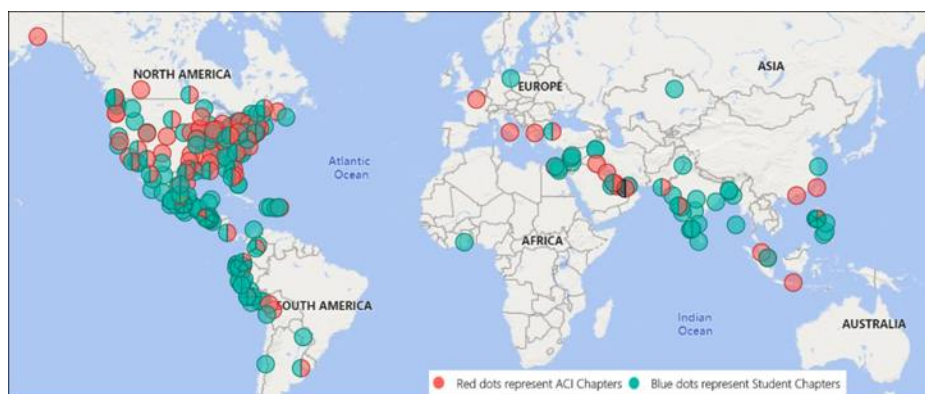 NORTH AMERICA
ASIA
EUROPE
Atlantic
Ocean
AFRICA
SOUTH AMERICA
Indian
Ocean
AUSTRALIA
Red dots represent ACI Chapters
Blue dots represent Student Chapters